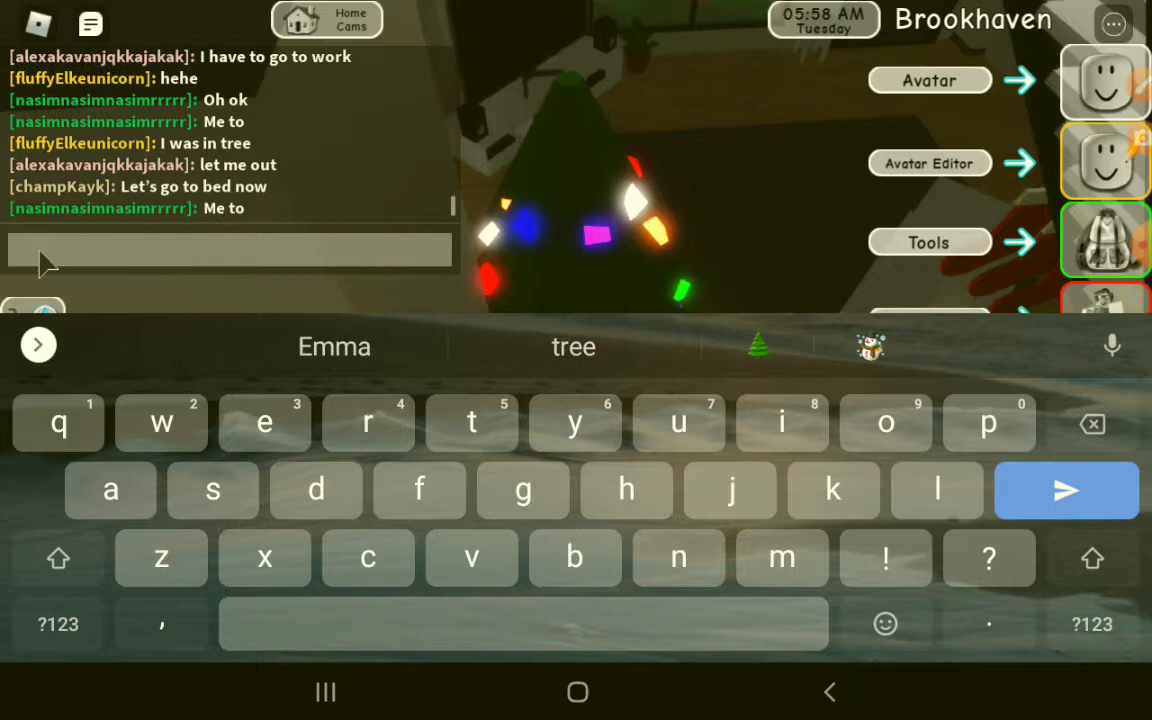 Home
Cams
05:58 AM
Tuesday
Brookhaven
[alexakavanjqkkajakak]: I have to go to work
[fluffyElkeunicorn]: hehe
[nasimnasimnasimrrrrr]: Oh ok
[nasimnasimnasimrrrrr]: Me to
[fluffyElkeunicorn]: I was in tree
[alexakavanjqkkajakak]: let me out
[champKayk]: Let's go to bed now
[nasimnasimnasimrrrrr]: Me to
Avatar
Avatar Editor
Tools
Emma tree
q 1 w 2 e 3 r 4 t 5 y 6 u 7 i 8 o 9 p 0
a s d f g h j k l
z x c v b n m ! ?
?123 , . ?123